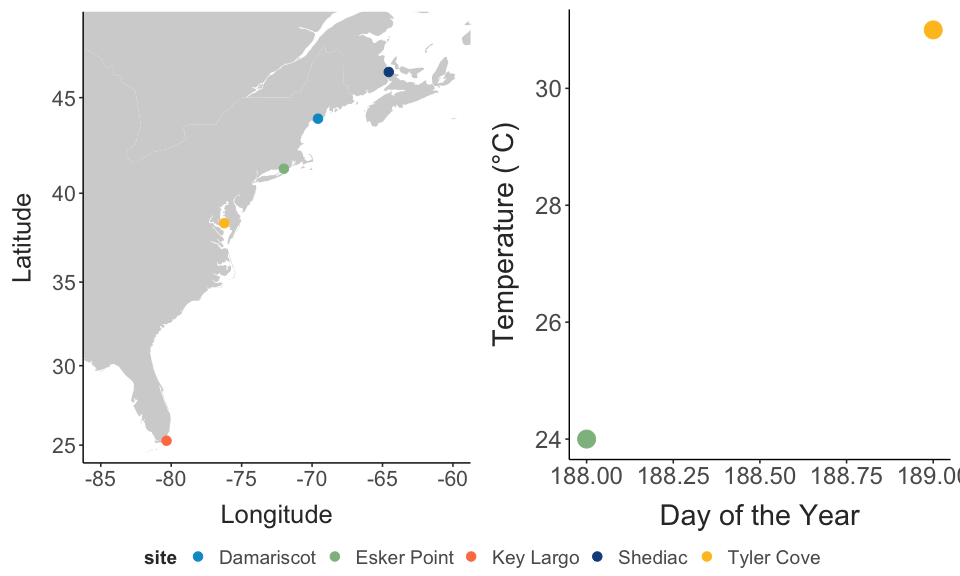 Latitude
45
40
35
30
25
-85 -80 -75 -70 -65 -60
Longitude
Temperature (°C)
30
28
26
24
188.00 188.25 188.50 188.75 189.00
Day of the Year
site Damariscot Esker Point Key Largo Shediac Tyler Cove